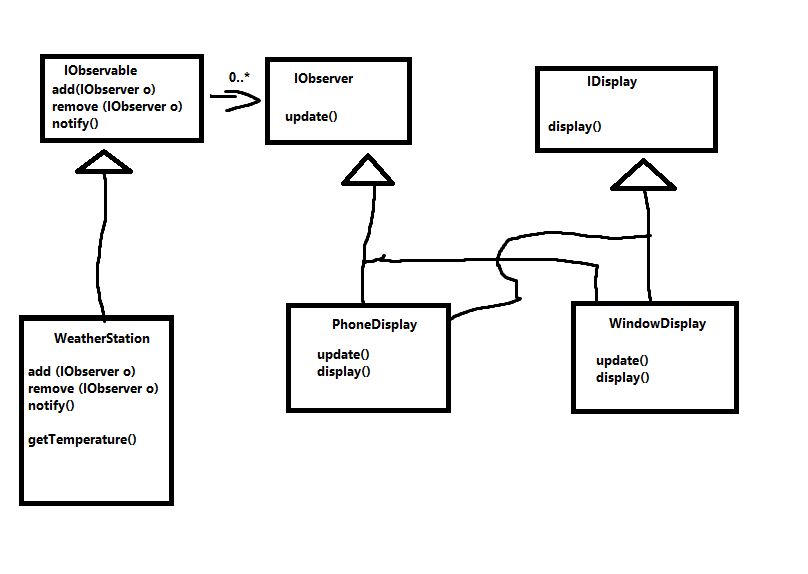 IObservable
add(IObserver o)
remove (IObserver o)
notify()
0..*
IObserver
update()
IDisplay
display()
WeatherStation
add (IObserver o)
remove (IObserver o)
notify()
getTemperature()
PhoneDisplay
update()
display()
WindowDisplay
update()
display()